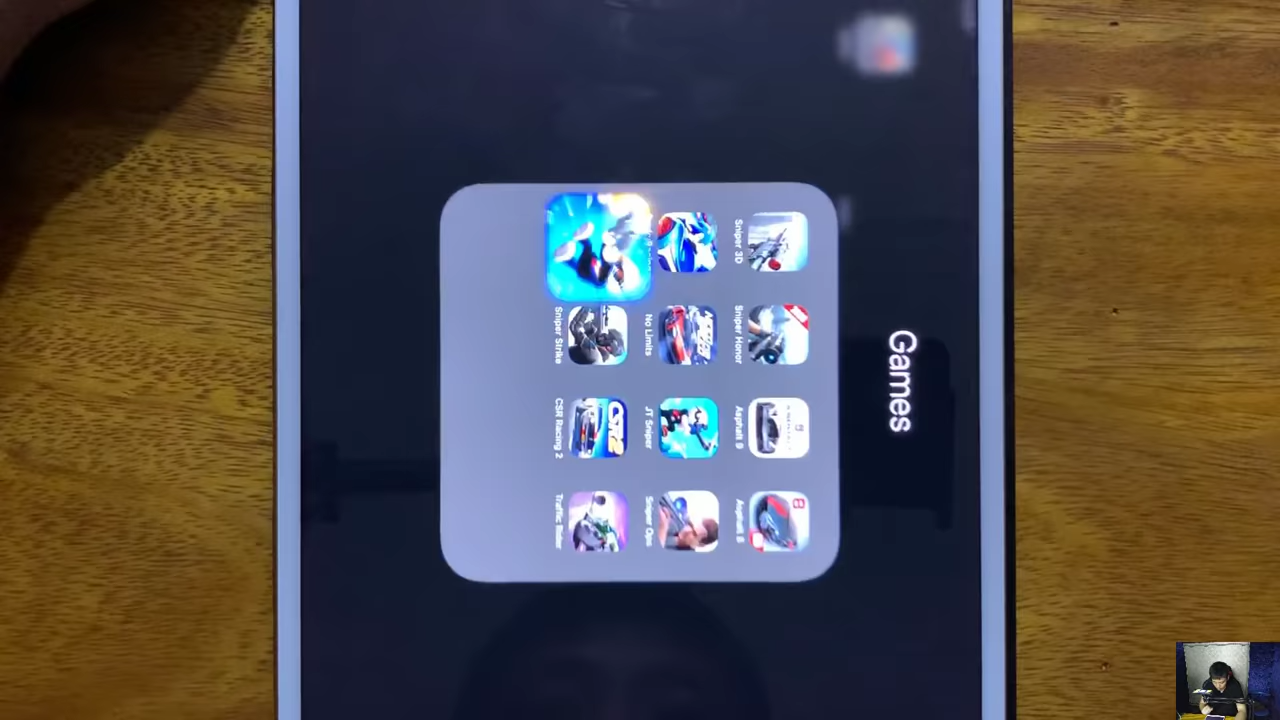 Games
Sniper 3D
Sniper Honor
Asphalt 9
Asphalt 8
No Limits
JT Sniper
Sniper Ops
Sniper Strike
CSR Racing 2
Traffic Rider